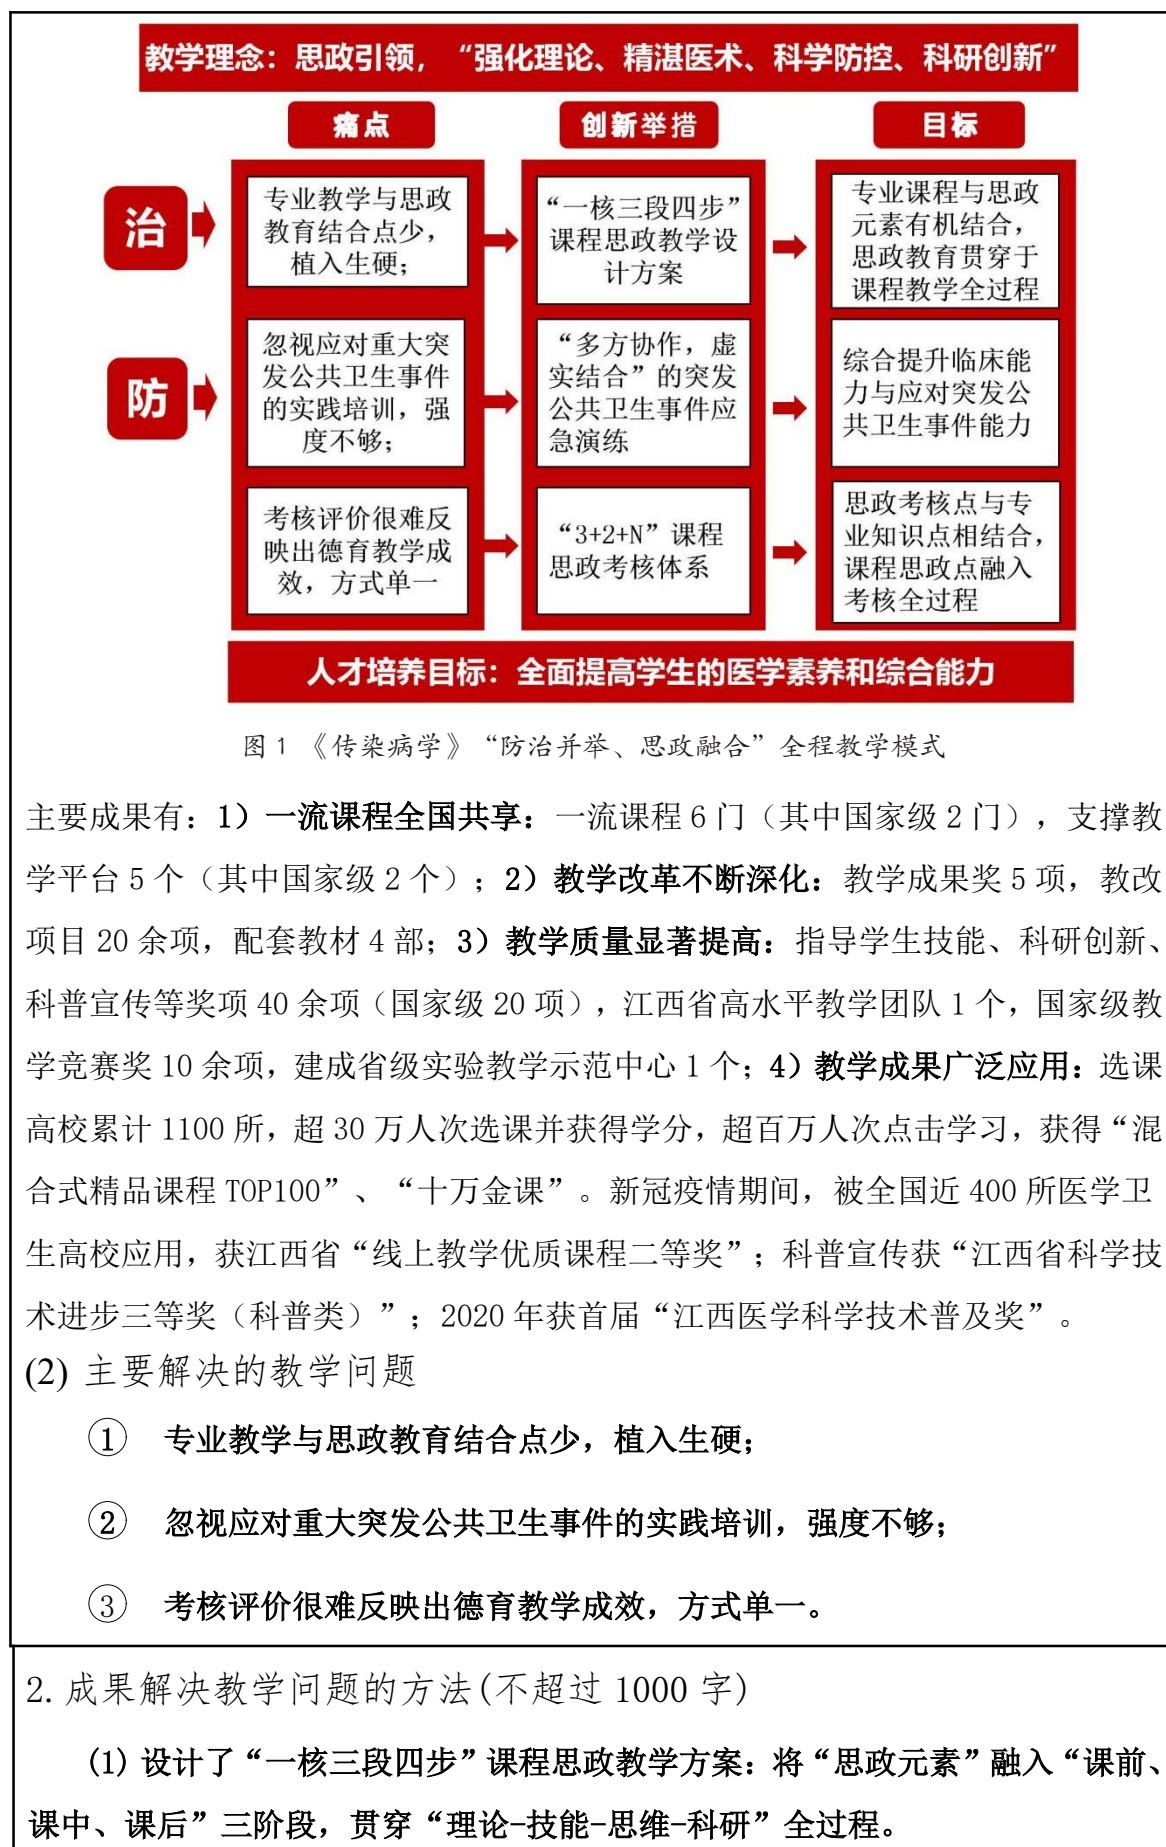 教学理念：思政引领，“强化理论、精湛医术、科学防控、科研创新”
痛点
创新举措
目标
治
专业教学与思政
教育结合点少，
植入生硬；
“一核三段四步”
课程思政教学设
计方案
专业课程与思政
元素有机结合，
思政教育贯穿于
课程教学全过程
防
忽视应对重大突
发公共卫生事件
的实践培训，强
度不够；
“多方协作，虚
实结合”的突发
公共卫生事件应
急演练
综合提升临床能
力与应对突发公
共卫生事件能力
考核评价很难反
映出德育教学成
效，方式单一
“3+2+N”课程
思政考核体系
思政考核点与专
业知识点相结合，
课程思政点融入
考核全过程
人才培养目标：全面提高学生的医学素养和综合能力
图1 《传染病学》“防治并举、思政融合”全程教学模式
主要成果有：1）一流课程全国共享：一流课程6门（其中国家级2门），支撑教
学平台5个（其中国家级2个）；2）教学改革不断深化：教学成果奖5项，教改
项目20余项，配套教材4部；3）教学质量显著提高：指导学生技能、科研创新、
科普宣传等奖项40余项（国家级20项），江西省高水平教学团队1个，国家级教
学竞赛奖10余项，建成省级实验教学示范中心1个；4）教学成果广泛应用：选课
高校累计1100所，超30万人次选课并获得学分，超百万人次点击学习，获得“混
合式精品课程TOP100”、“十万金课”。新冠疫情期间，被全国近400所医学卫
生高校应用，获江西省“线上教学优质课程二等奖”；科普宣传获“江西省科学技
术进步三等奖（科普类）”；2020年获首届“江西医学科学技术普及奖”。
(2) 主要解决的教学问题
① 专业教学与思政教育结合点少，植入生硬；
② 忽视应对重大突发公共卫生事件的实践培训，强度不够；
③ 考核评价很难反映出德育教学成效，方式单一。
2.成果解决教学问题的方法(不超过1000字)
(1) 设计了“一核三段四步”课程思政教学方案：将“思政元素”融入“课前、
课中、课后”三阶段，贯穿“理论-技能-思维-科研”全过程。